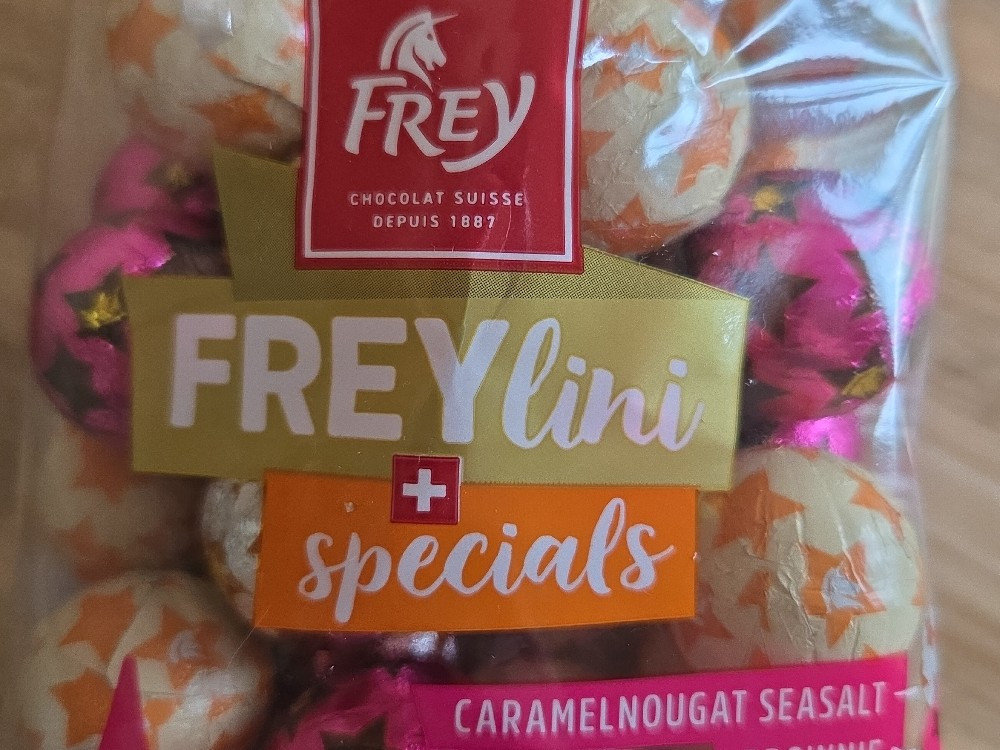 FREY
CHOCOLAT SUISSE
DEPUIS 1887
FREYlini
specials
CARAMELNOUGAT SEASALT